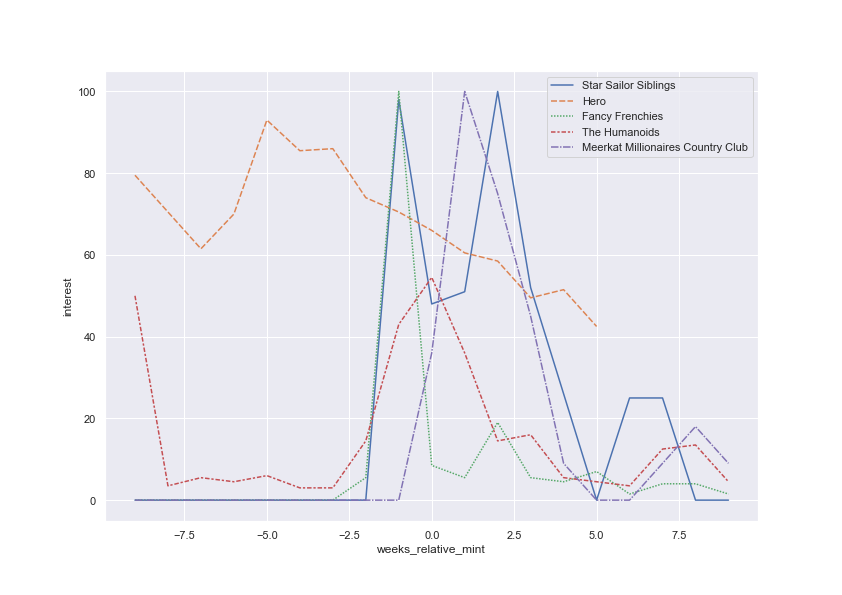 Star Sailor Siblings
Hero
Fancy Frenchies
The Humanoids
Meerkat Millionaires Country Club
100
80
60
40
20
0
interest
−7.5 −5.0 −2.5 0.0 2.5 5.0 7.5
weeks_relative_mint